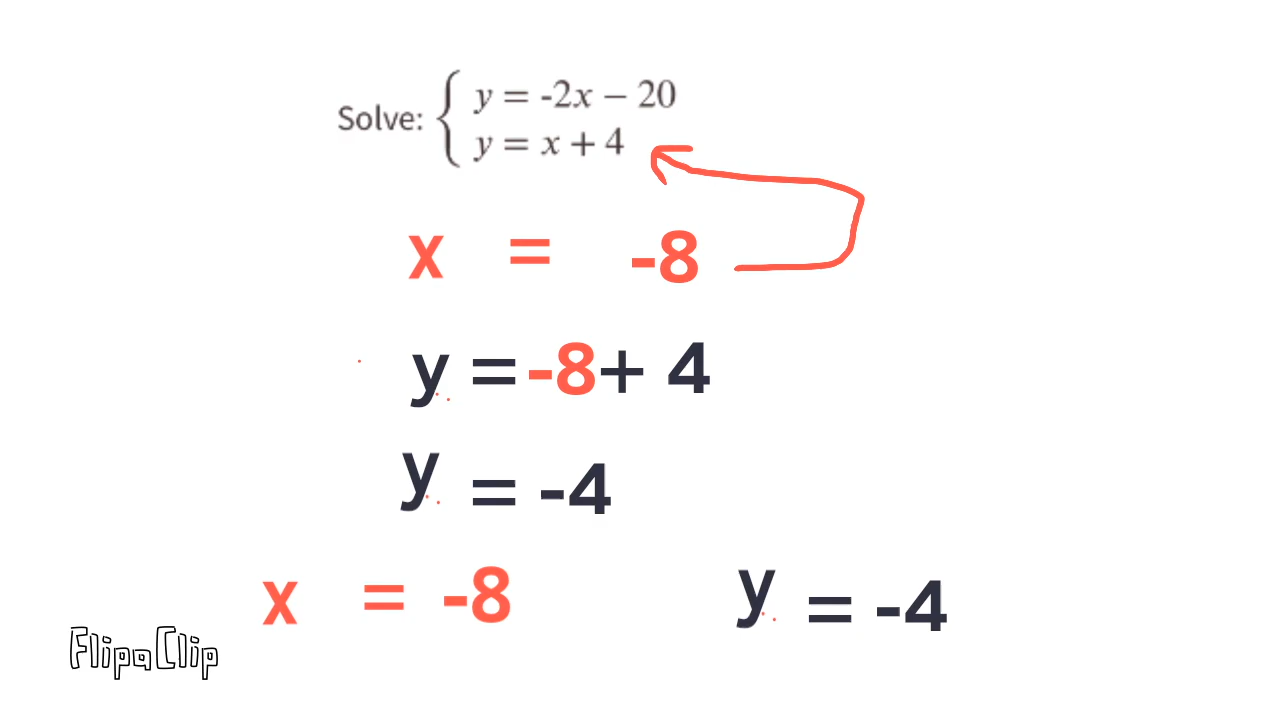 Solve: { y = -2x − 20
y = x + 4
x = -8
y = -8 + 4
y = -4
x = -8 y = -4
FlipaClip